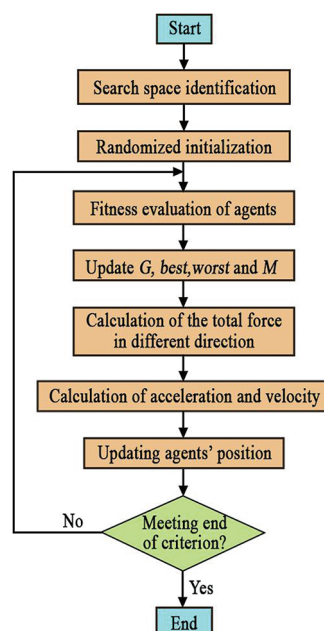 Start
Search space identification
Randomized initialization
Fitness evaluation of agents
Update G, best,worst and M
Calculation of the total force
in different direction
Calculation of acceleration and velocity
Updating agents' position
Meeting end
of criterion?
No
Yes
End